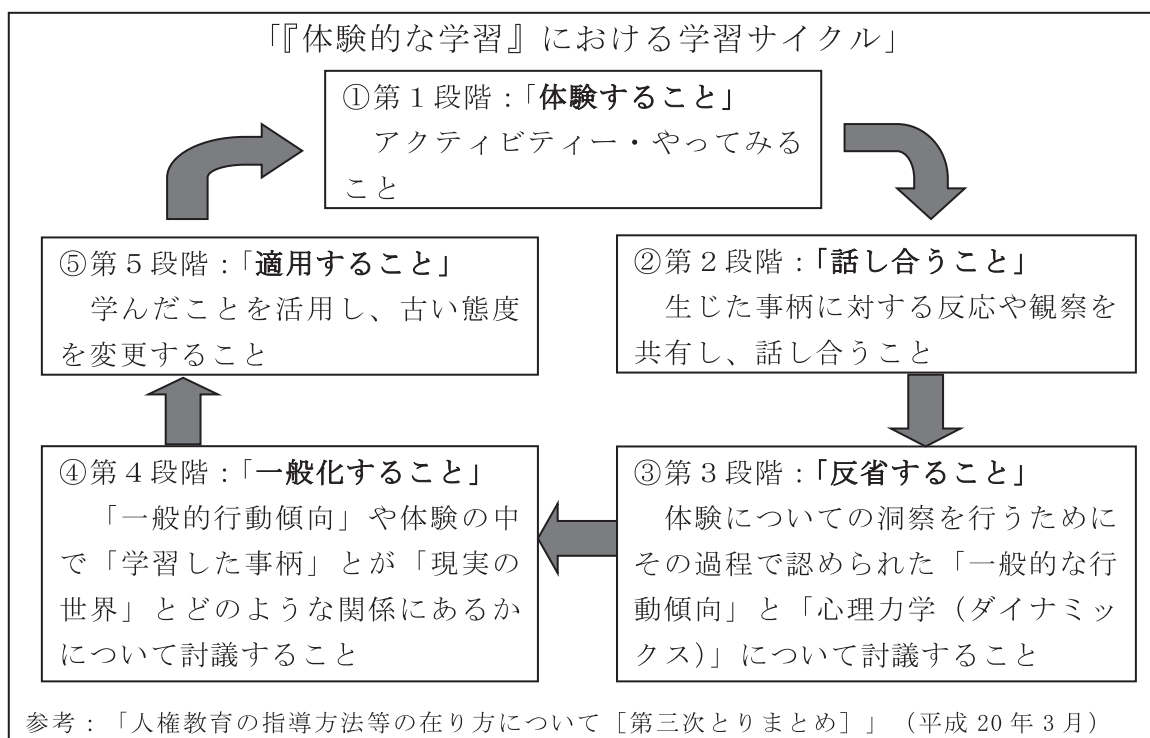 「『体験的な学習』における学習サイクル」
①第１段階：「体験すること」
アクティビティー・やってみる
こと
②第２段階：「話し合うこと」
生じた事柄に対する反応や観察を
共有し、話し合うこと
③第３段階：「反省すること」
体験についての洞察を行うために
その過程で認められた「一般的な行
動傾向」と「心理力学（ダイナミッ
クス）」について討議すること
④第４段階：「一般化すること」
「一般的行動傾向」や体験の中
で「学習した事柄」とが「現実の
世界」とどのような関係にあるか
について討議すること
⑤第５段階：「適用すること」
学んだことを活用し、古い態度
を変更すること
参考：「人権教育の指導方法等の在り方について［第三次とりまとめ］」（平成 20 年３月）